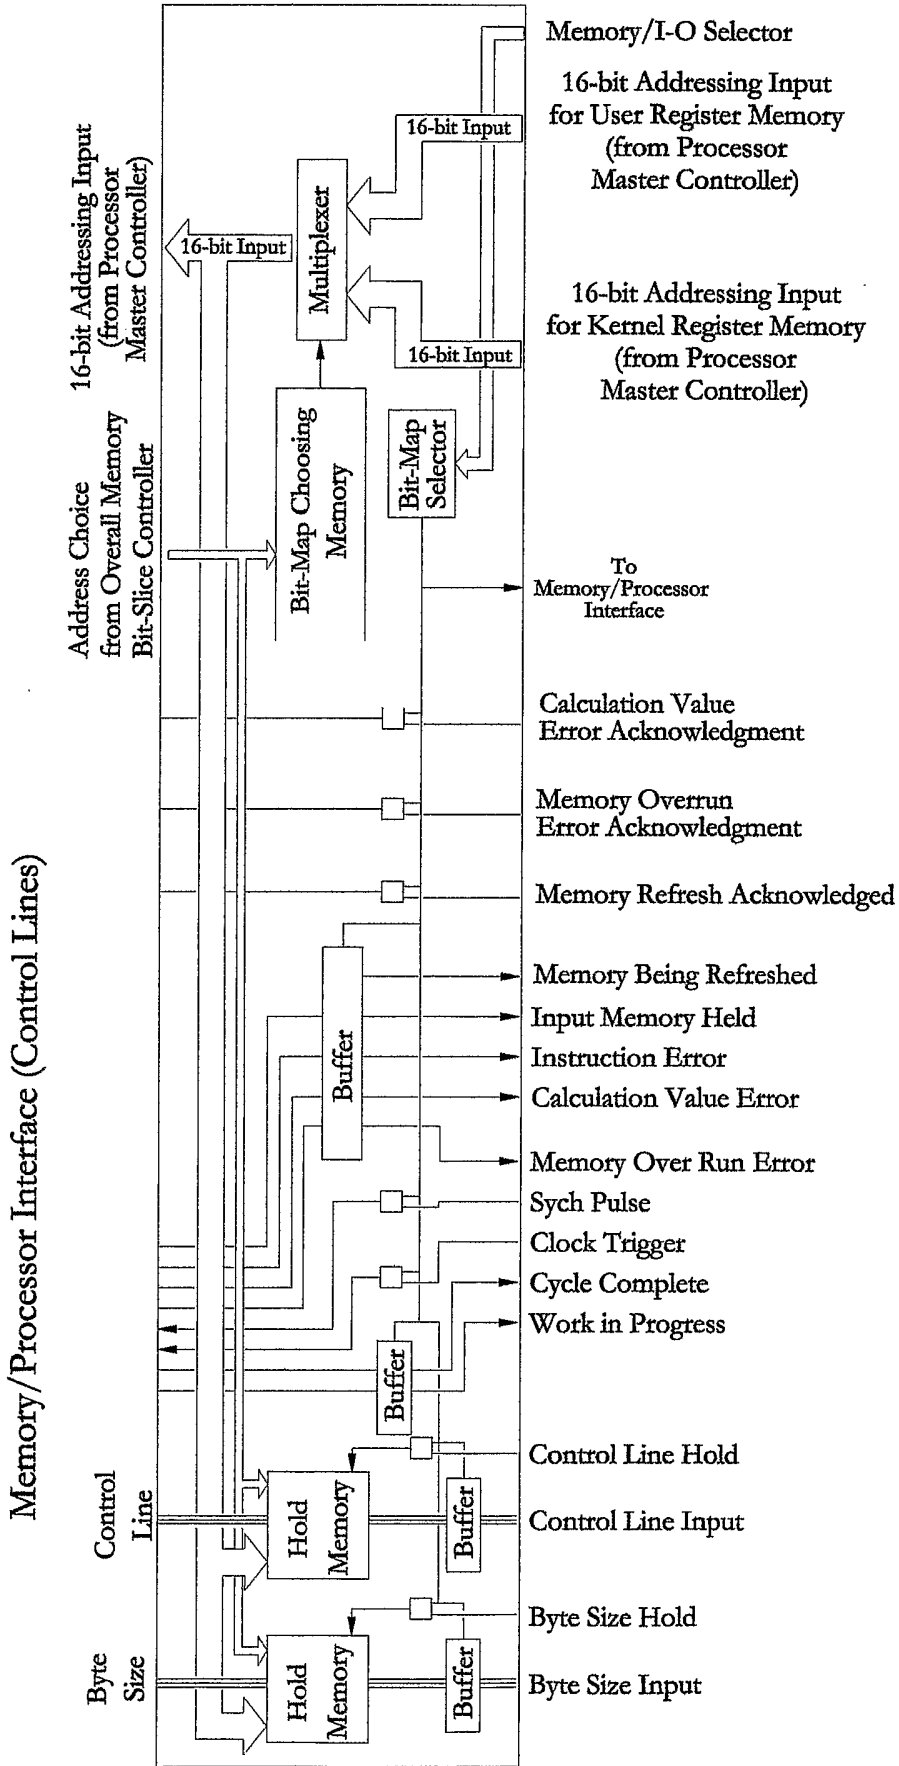 Memory/Processor Interface (Control Lines)
Memory/I-O Selector
16-bit Addressing Input
for User Register Memory
(from Processor
Master Controller)
16-bit Input
16-bit Addressing Input
(from Processor
Master Controller)
16-bit Input
Multiplexer
16-bit Input
16-bit Addressing Input
for Kernel Register Memory
(from Processor
Master Controller)
Address Choice
from Overall Memory
Bit-Slice Controller
Bit-Map Choosing
Memory
Bit-Map
Selector
To
Memory/Processor
Interface
Calculation Value
Error Acknowledgment
Memory Overrun
Error Acknowledgment
Memory Refresh Acknowledged
Buffer
Memory Being Refreshed
Input Memory Held
Instruction Error
Calculation Value Error
Memory Over Run Error
Sych Pulse
Clock Trigger
Cycle Complete
Work in Progress
Buffer
Control Line Hold
Control
Line
Hold
Memory
Buffer
Control Line Input
Byte Size Hold
Byte
Size
Hold
Memory
Buffer
Byte Size Input